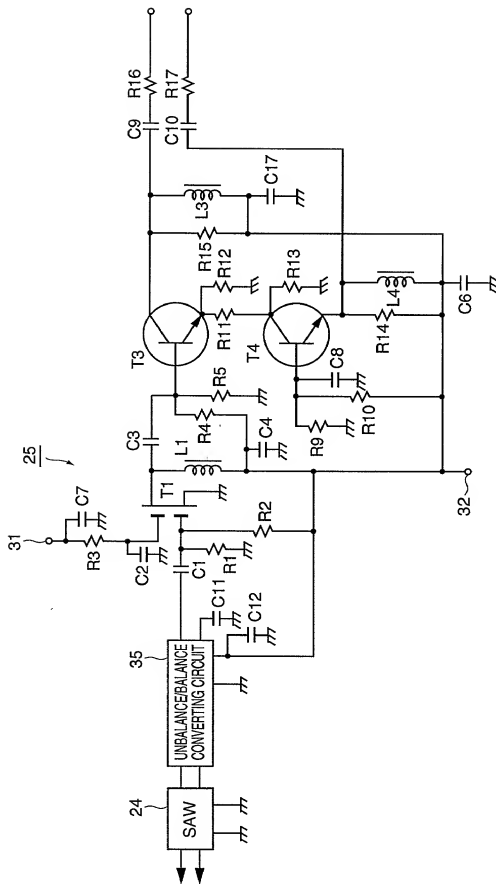 25
31
C7
R3
C2
T1
L1
C3
C4
R4
R5
T3
R11
R12
R15
L3
C17
C9
R16
C10
R17
T4
R13
C8
R9
R10
R14
L4
C6
32
R2
R1
C1
C11
C12
35
UNBALANCE/BALANCE
CONVERTING CIRCUIT
24
SAW